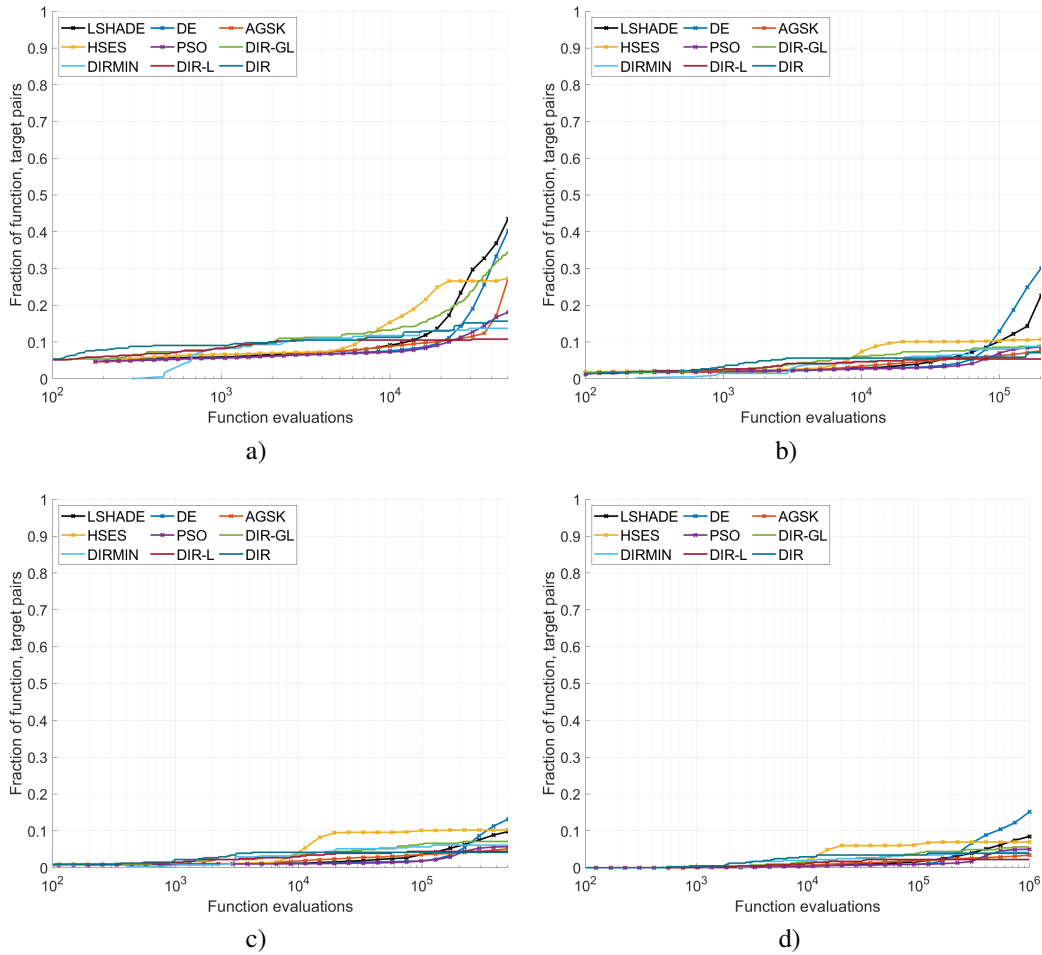 1
0.9
0.8
0.7
0.6
0.5
0.4
0.3
0.2
0.1
0
Fraction of function, target pairs
LSHADE DE AGSK
HSES PSO DIR-GL
DIRMIN DIR-L DIR
10^2 10^3 10^4
Function evaluations
a)
1
0.9
0.8
0.7
0.6
0.5
0.4
0.3
0.2
0.1
0
Fraction of function, target pairs
LSHADE DE AGSK
HSES PSO DIR-GL
DIRMIN DIR-L DIR
10^2 10^3 10^4 10^5
Function evaluations
b)
1
0.9
0.8
0.7
0.6
0.5
0.4
0.3
0.2
0.1
0
Fraction of function, target pairs
LSHADE DE AGSK
HSES PSO DIR-GL
DIRMIN DIR-L DIR
10^2 10^3 10^4 10^5
Function evaluations
c)
1
0.9
0.8
0.7
0.6
0.5
0.4
0.3
0.2
0.1
0
Fraction of function, target pairs
LSHADE DE AGSK
HSES PSO DIR-GL
DIRMIN DIR-L DIR
10^2 10^3 10^4 10^5 10^6
Function evaluations
d)